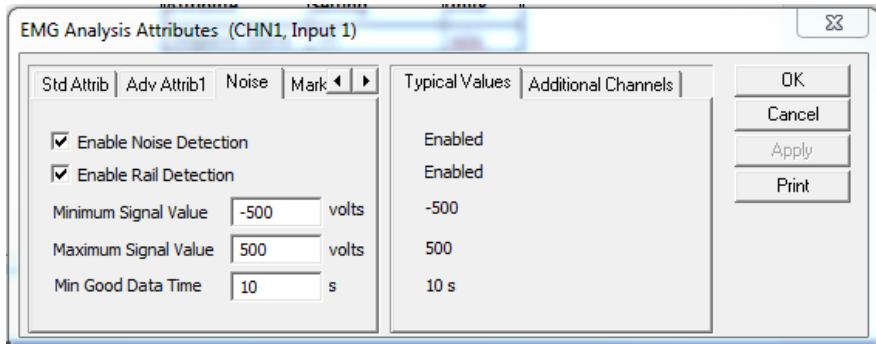 EMG Analysis Attributes (CHN1, Input 1)
Std Attrib Adv Attrib1 Noise Mark
Enable Noise Detection
Enable Rail Detection
Minimum Signal Value -500 volts
Maximum Signal Value 500 volts
Min Good Data Time 10 s
Typical Values Additional Channels
Enabled
Enabled
-500
500
10 s
OK
Cancel
Apply
Print